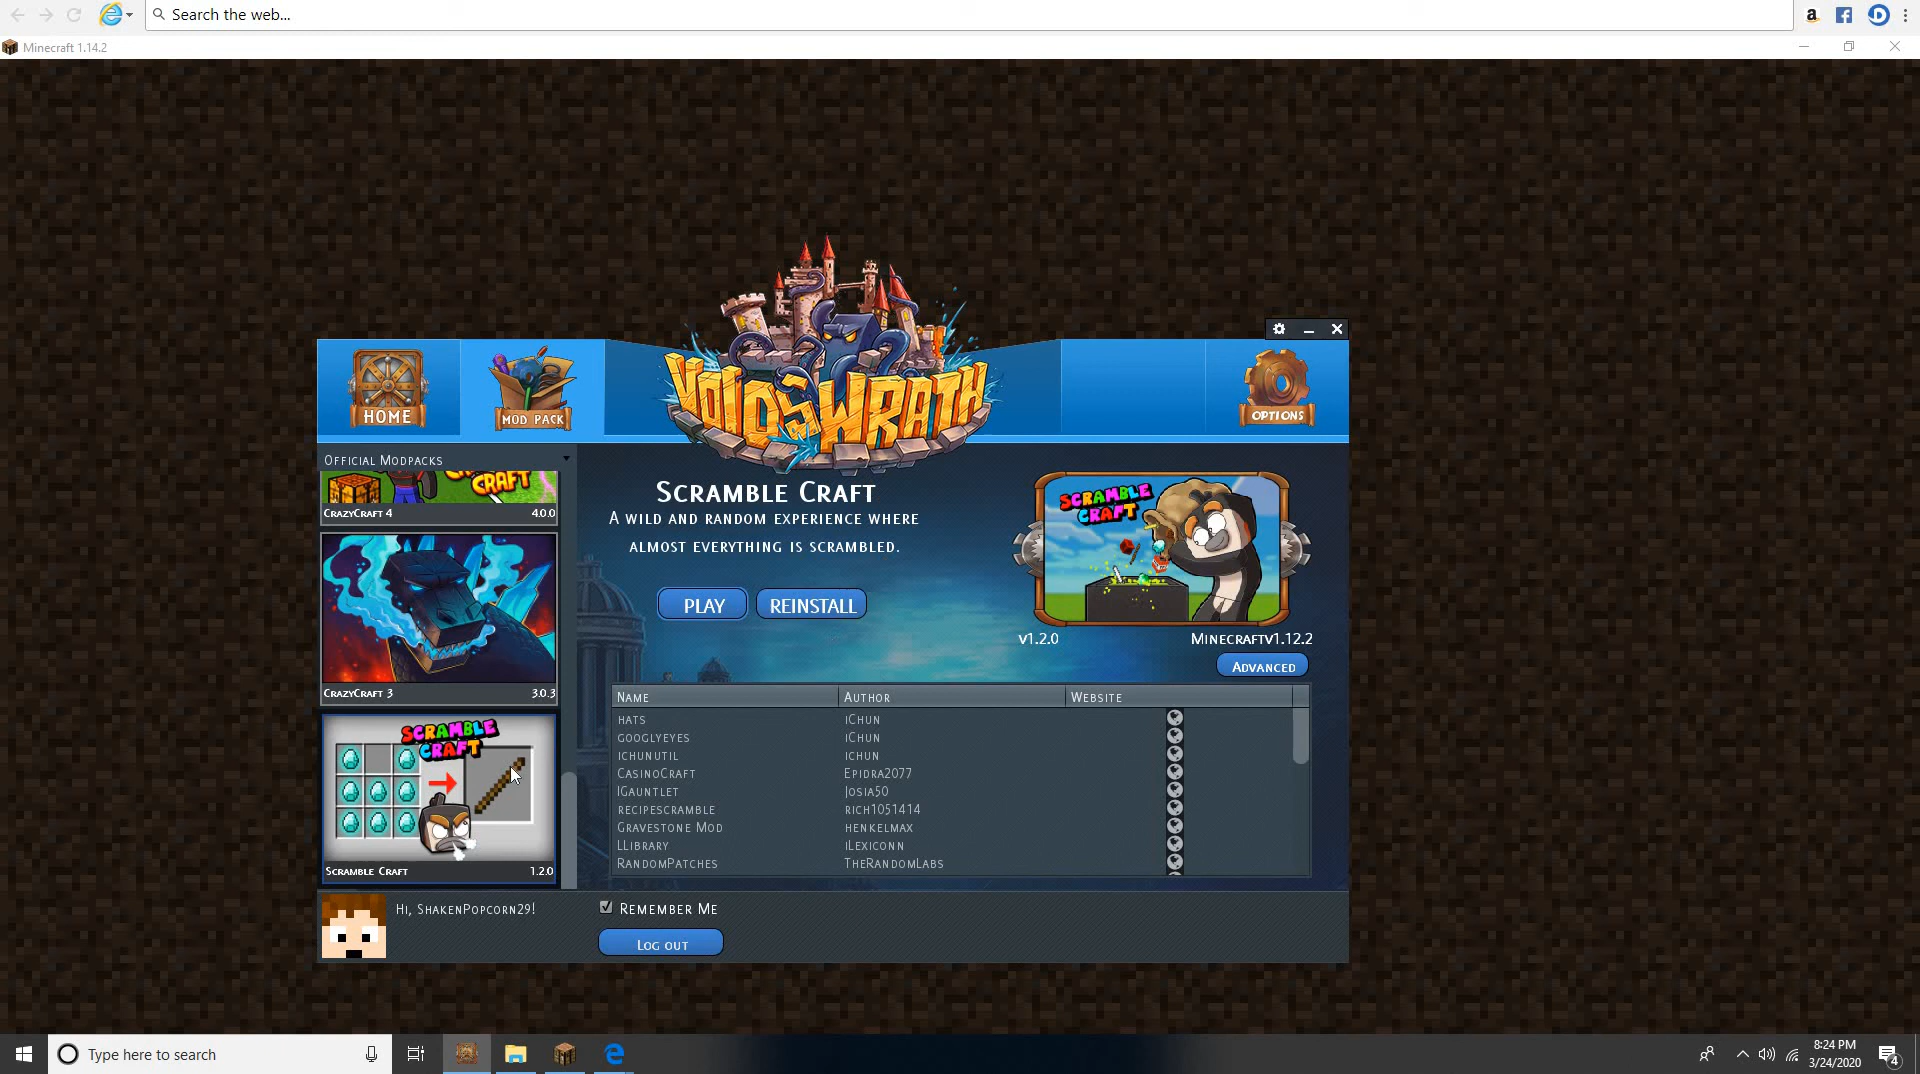 Search the web...
a
Minecraft 1.14.2
HOME
MOD PACK
VOIDSWRATH
OPTIONS
Official Modpacks
CRAFT
CrazyCraft 4
4.0.0
CrazyCraft 3
3.0.3
SCRAMBLE
CRAFT
Scramble Craft
1.2.0
Scramble Craft
A wild and random experience where
almost everything is scrambled.
PLAY
REINSTALL
SCRAMBLE
CRAFT
v1.2.0
Minecraftv1.12.2
Advanced
Name Author Website
hats iChun
googlyeyes iChun
ichunutil ichun
CasinoCraft Epidra2077
IGauntlet Josia50
recipescramble rich1051414
Gravestone Mod henkelmax
LLibrary iLexiconn
RandomPatches TheRandomLabs
Hi, ShakenPopcorn29!
Remember Me
Log out
Type here to search
8:24 PM
3/24/2020
4